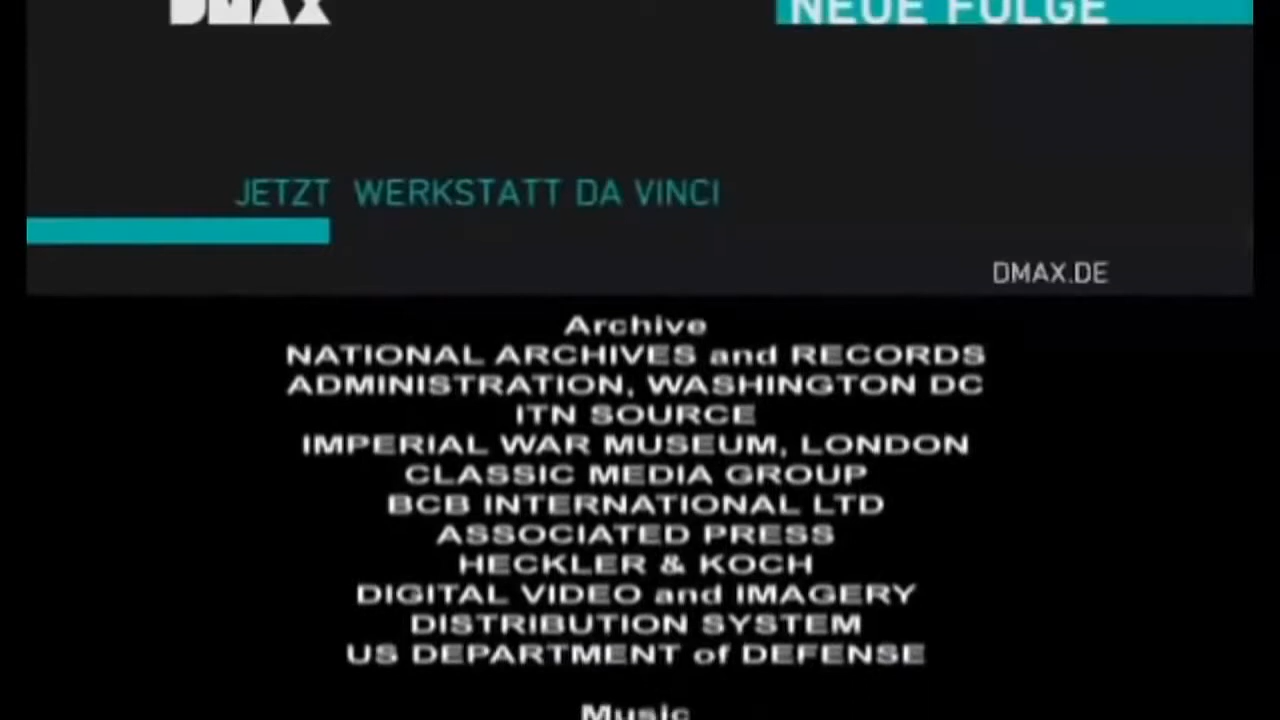 DMAX
NEUE FOLGE
JETZT WERKSTATT DA VINCI
DMAX.DE
Archive
NATIONAL ARCHIVES and RECORDS
ADMINISTRATION, WASHINGTON DC
ITN SOURCE
IMPERIAL WAR MUSEUM, LONDON
CLASSIC MEDIA GROUP
BCB INTERNATIONAL LTD
ASSOCIATED PRESS
HECKLER & KOCH
DIGITAL VIDEO and IMAGERY
DISTRIBUTION SYSTEM
US DEPARTMENT of DEFENSE
Music